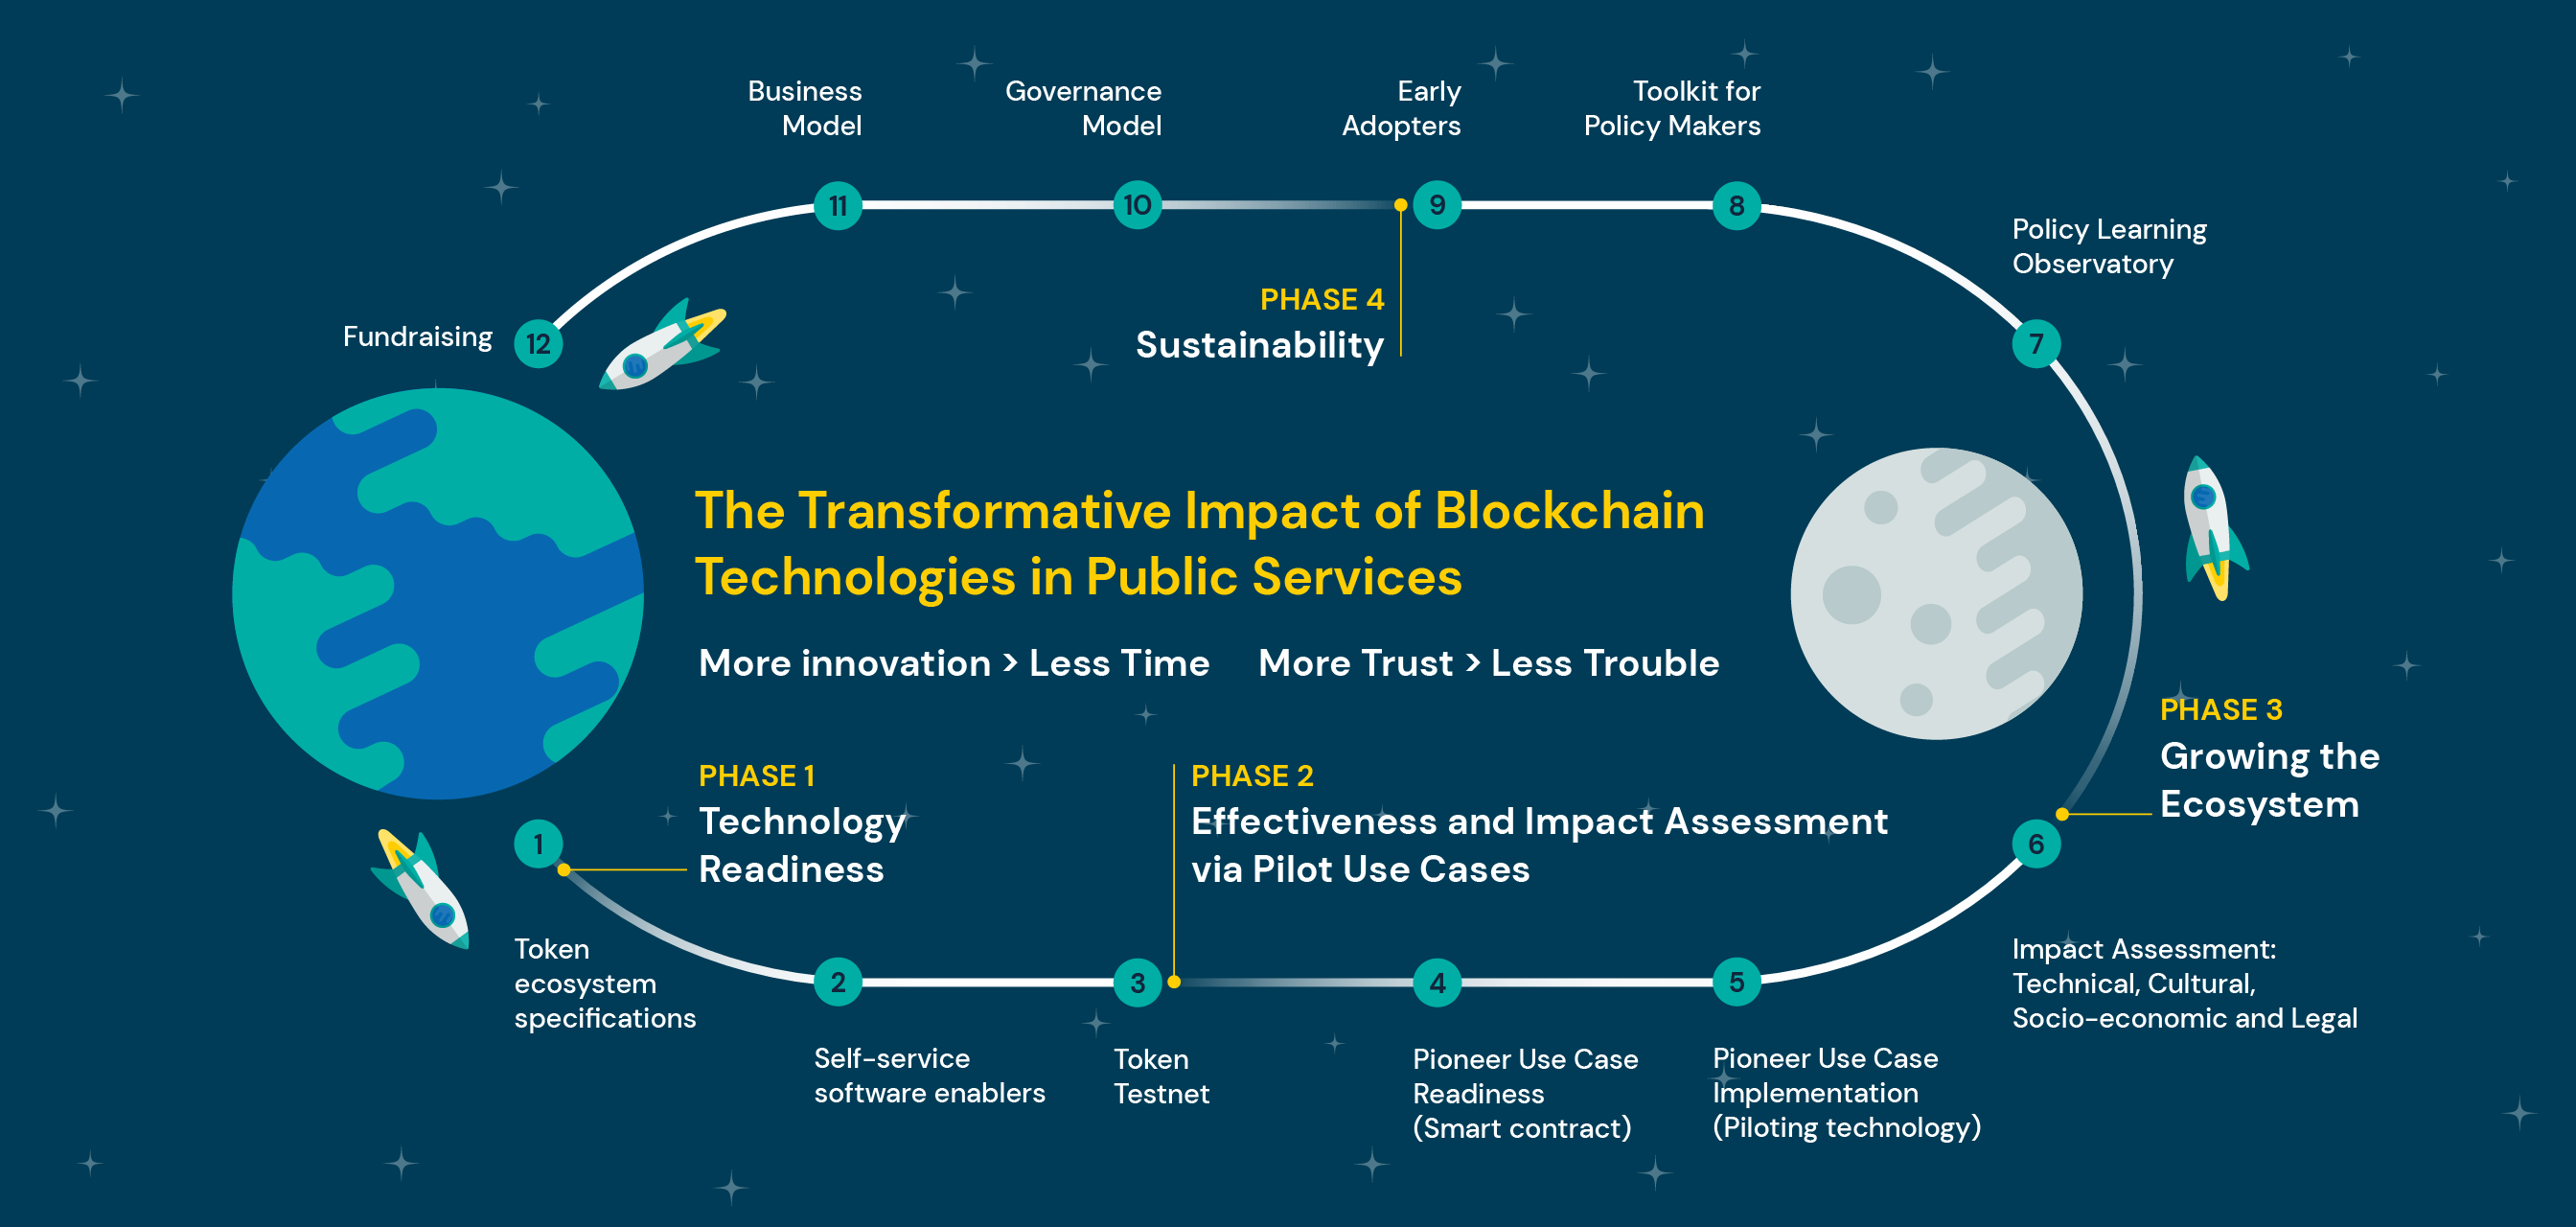 The Transformative Impact of Blockchain
Technologies in Public Services
More innovation > Less Time
More Trust > Less Trouble
PHASE 1
Technology
Readiness
1
Token
ecosystem
specifications
2
Self-service
software enablers
3
Token
Testnet
PHASE 2
Effectiveness and Impact Assessment
via Pilot Use Cases
4
Pioneer Use Case
Readiness
(Smart contract)
5
Pioneer Use Case
Implementation
(Piloting technology)
6
Impact Assessment:
Technical, Cultural,
Socio-economic and Legal
PHASE 3
Growing the
Ecosystem
7
Policy Learning
Observatory
8
Toolkit for
Policy Makers
9
Early
Adopters
PHASE 4
Sustainability
10
Governance
Model
11
Business
Model
12
Fundraising